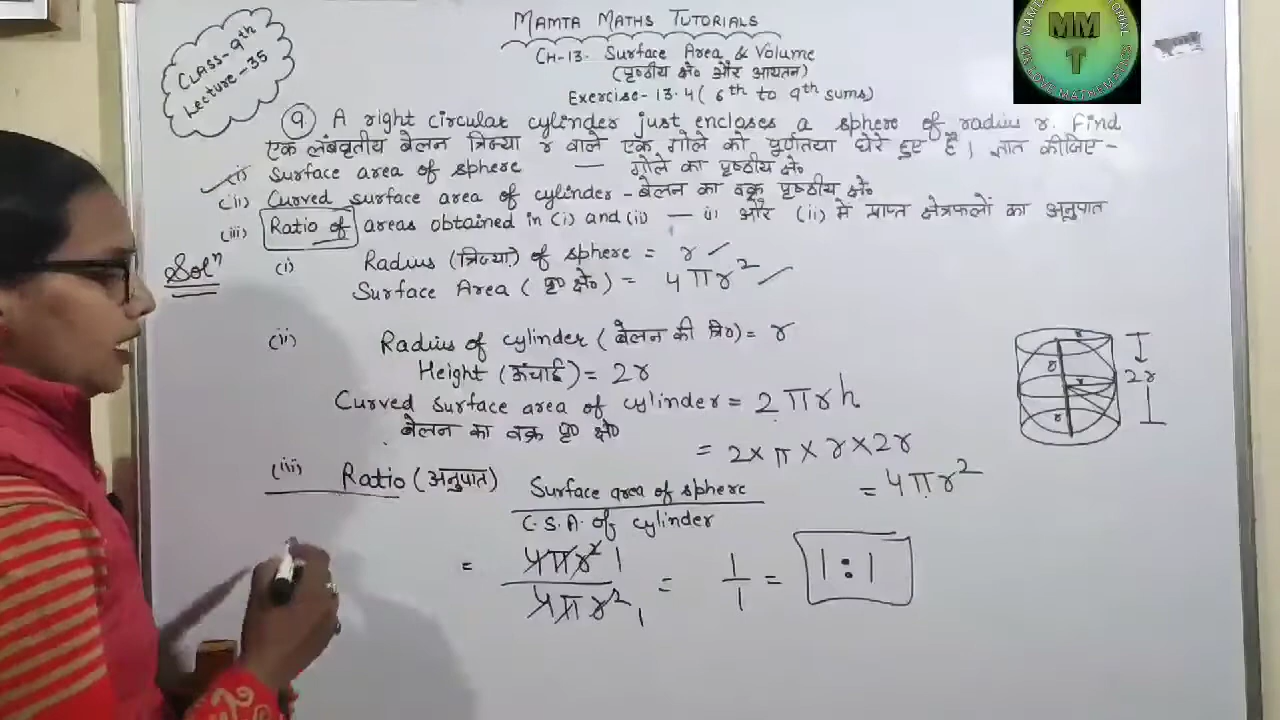 MAMTA MATHS TUTORIALS
CLASS-9th
Lecture-35
CH-13- Surface Area & Volume
(पृष्ठीय क्षे० और आयतन)
Exercise-13.4 (6th to 9th sums)
MM
T
9 A right circular cylinder just encloses a sphere of radius r. Find
एक लंबवृत्तीय बेलन त्रिज्या r वाले एक गोले को पूर्णतया घेरे हुए है। ज्ञात कीजिए-
(i) Surface area of sphere — गोले का पृष्ठीय क्षे०
(ii) Curved surface area of cylinder - बेलन का वक्र पृष्ठीय क्षे०
(iii) Ratio of areas obtained in (i) and (ii) — (i) और (ii) में प्राप्त क्षेत्रफलों का अनुपात
Solⁿ
(i) Radius (त्रिज्या) of sphere = r
Surface Area (पृ० क्षे०) = 4πr²
(ii) Radius of cylinder (बेलन की त्रि०) = r
Height (ऊंचाई) = 2r
Curved surface area of cylinder = 2πrh
बेलन का वक्र पृ० क्षे०
= 2×π×r×2r
= 4πr²
(iii) Ratio (अनुपात) Surface area of sphere
C.S.A. of cylinder
= 4πr² 1
4πr² 1
= 1
1
= 1:1
r
r
r
r
2r